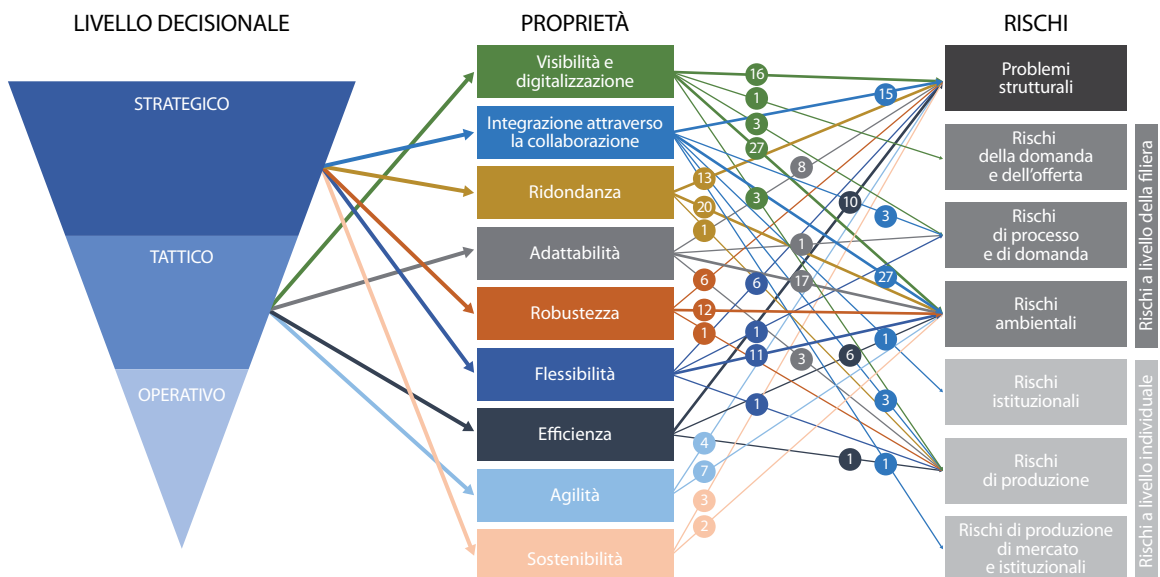 LIVELLO DECISIONALE
PROPRIETÀ
RISCHI
STRATEGICO
TATTICO
OPERATIVO
Visibilità e
digitalizzazione
Integrazione attraverso
la collaborazione
Ridondanza
Adattabilità
Robustezza
Flessibilità
Efficienza
Agilità
Sostenibilità
16
1
3
27
3
15
3
27
1
3
1
13
20
1
8
1
17
3
6
12
1
6
1
11
1
10
6
1
4
7
3
2
Problemi
strutturali
Rischi
della domanda
e dell'offerta
Rischi
di processo
e di domanda
Rischi
ambientali
Rischi
istituzionali
Rischi
di produzione
Rischi di produzione
di mercato
e istituzionali
Rischi a livello della filiera
Rischi a livello individuale